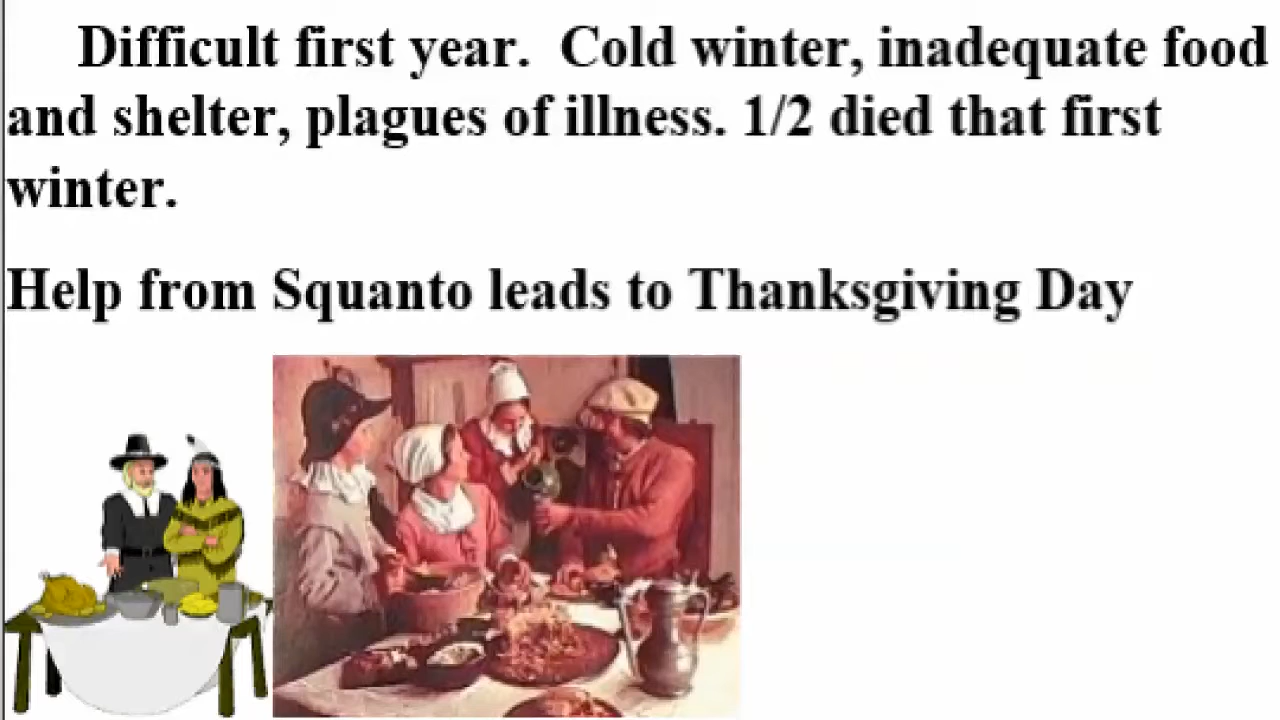 Difficult first year. Cold winter, inadequate food
and shelter, plagues of illness. 1/2 died that first
winter.
Help from Squanto leads to Thanksgiving Day